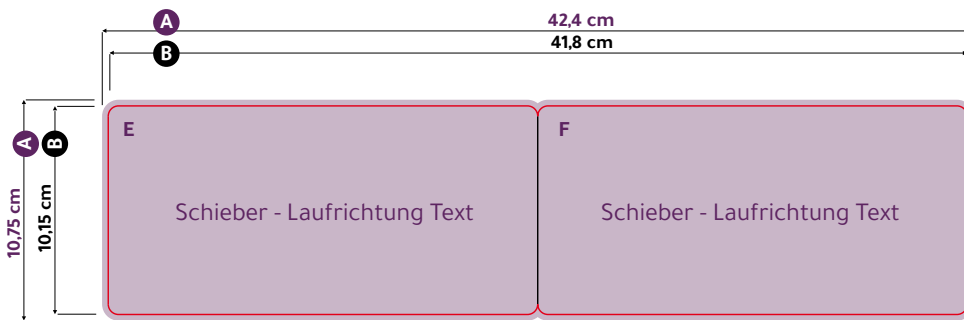 A
42,4 cm
B
41,8 cm
A
B
10,75 cm
10,15 cm
E
F
Schieber - Laufrichtung Text
Schieber - Laufrichtung Text